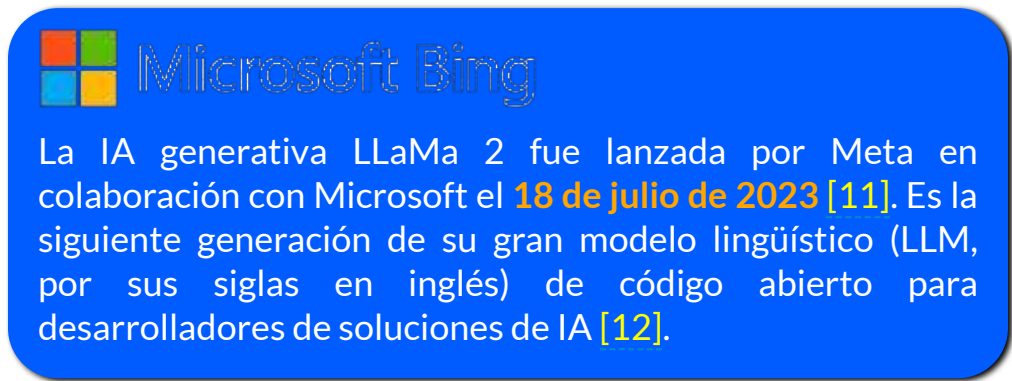 Microsoft Bing
La IA generativa LLaMa 2 fue lanzada por Meta en
colaboración con Microsoft el 18 de julio de 2023 [11]. Es la
siguiente generación de su gran modelo lingüístico (LLM,
por sus siglas en inglés) de código abierto para
desarrolladores de soluciones de IA [12].